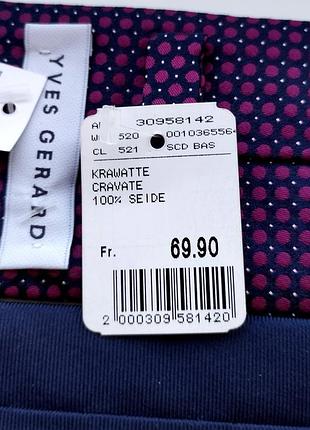 YVES GERARD
30958142
520 001036556
CL 521 SCD BAS
KRAWATTE
CRAVATE
100% SEIDE
Fr. 69.90
2 000309 581420